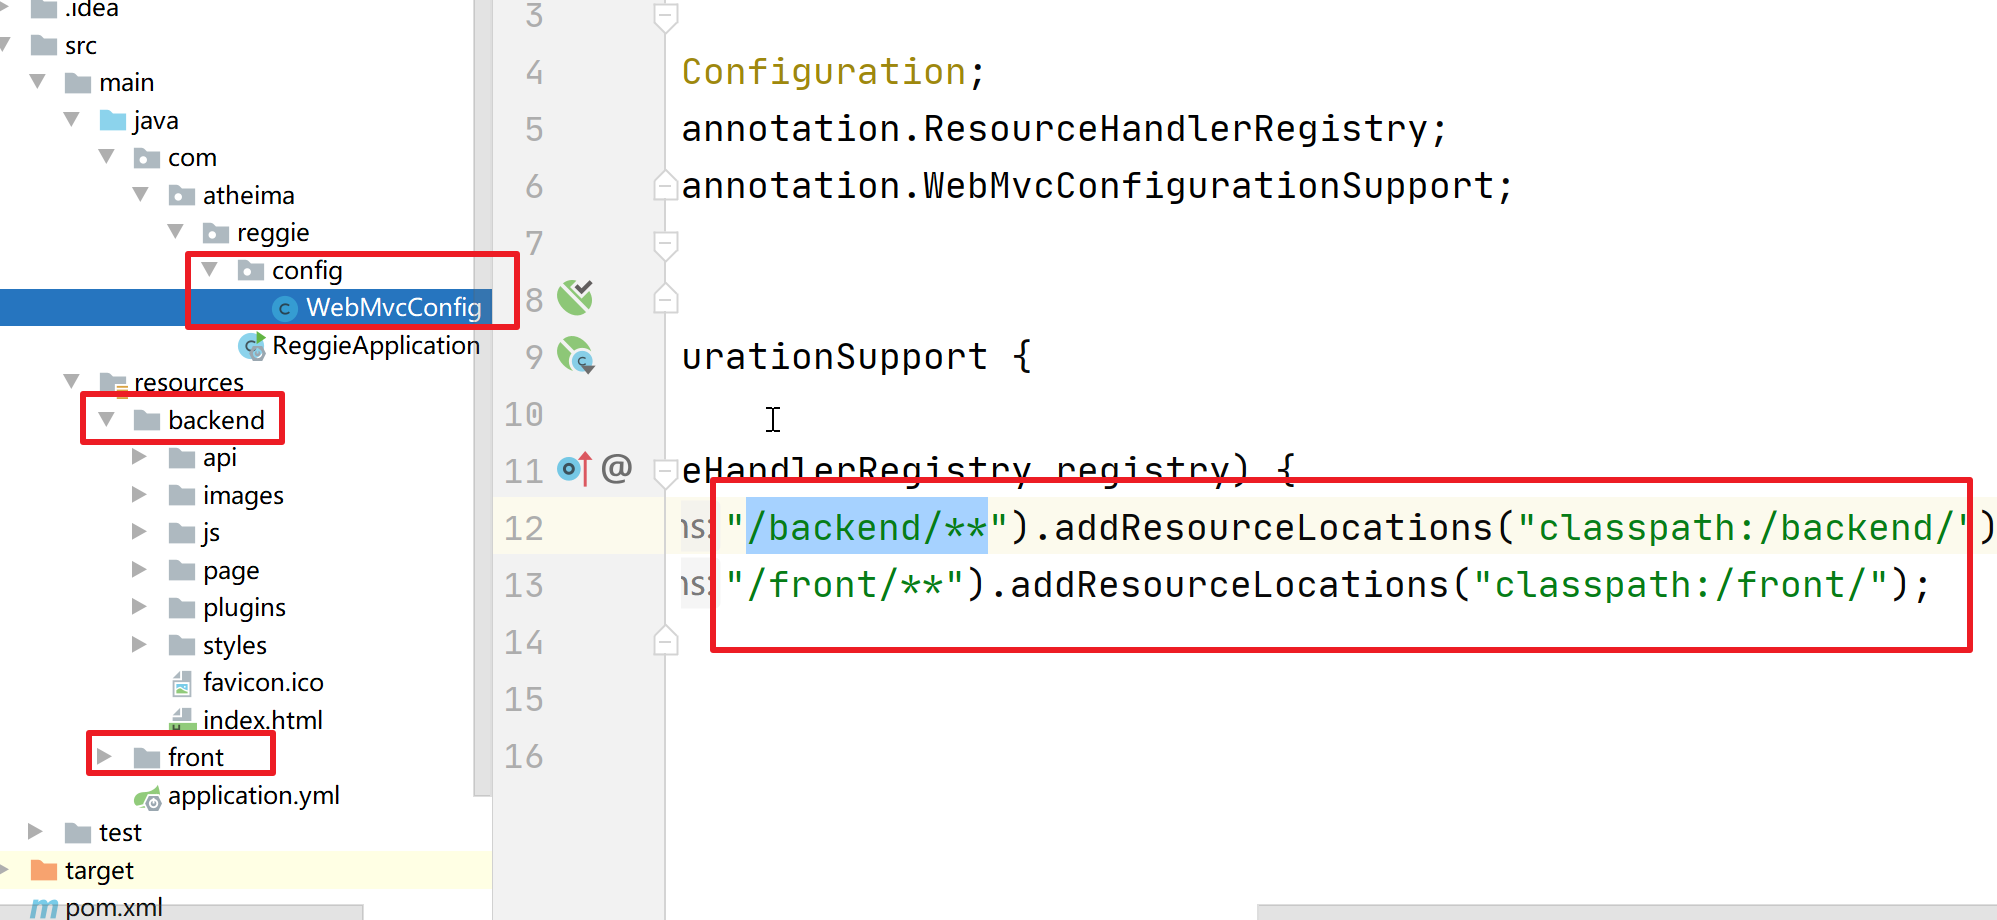 .idea
src
main
java
com
atheima
reggie
config
WebMvcConfig
ReggieApplication
resources
backend
api
images
js
page
plugins
styles
favicon.ico
index.html
front
application.yml
test
target
pom.xml
3
4 Configuration;
5 annotation.ResourceHandlerRegistry;
6 annotation.WebMvcConfigurationSupport;
7
8
9 urationSupport {
10
11 @ eHandlerRegistry registry) {
12 "/backend/**").addResourceLocations("classpath:/backend/")
13 "/front/**").addResourceLocations("classpath:/front/");
14
15
16